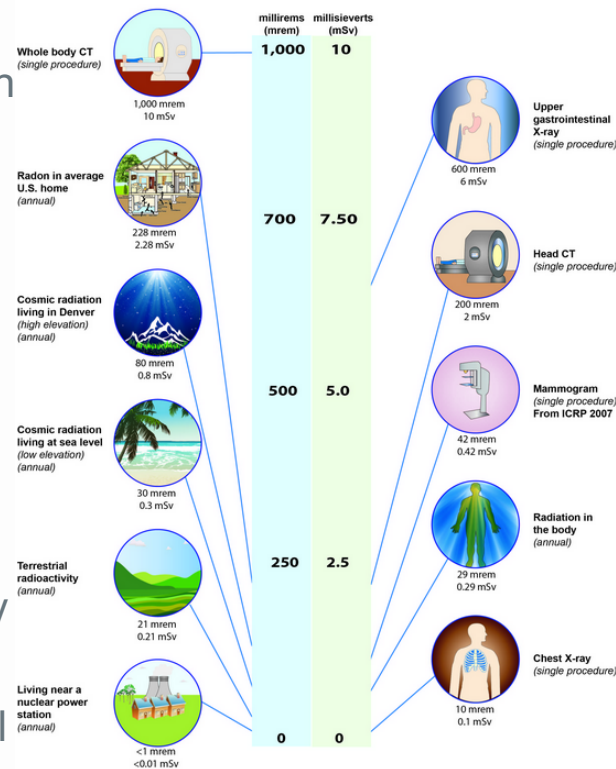 millirems millisieverts
(mrem) (mSv)
1,000 10
700 7.50
500 5.0
250 2.5
0 0
Whole body CT
(single procedure)
1,000 mrem
10 mSv
Radon in average
U.S. home
(annual)
228 mrem
2.28 mSv
Cosmic radiation
living in Denver
(high elevation)
(annual)
80 mrem
0.8 mSv
Cosmic radiation
living at sea level
(low elevation)
(annual)
30 mrem
0.3 mSv
Terrestrial
radioactivity
(annual)
21 mrem
0.21 mSv
Living near a
nuclear power
station
(annual)
<1 mrem
<0.01 mSv
Upper
gastrointestinal
X-ray
(single procedure)
600 mrem
6 mSv
Head CT
(single procedure)
200 mrem
2 mSv
Mammogram
(single procedure)
From ICRP 2007
42 mrem
0.42 mSv
Radiation in
the body
(annual)
29 mrem
0.29 mSv
Chest X-ray
(single procedure)
10 mrem
0.1 mSv